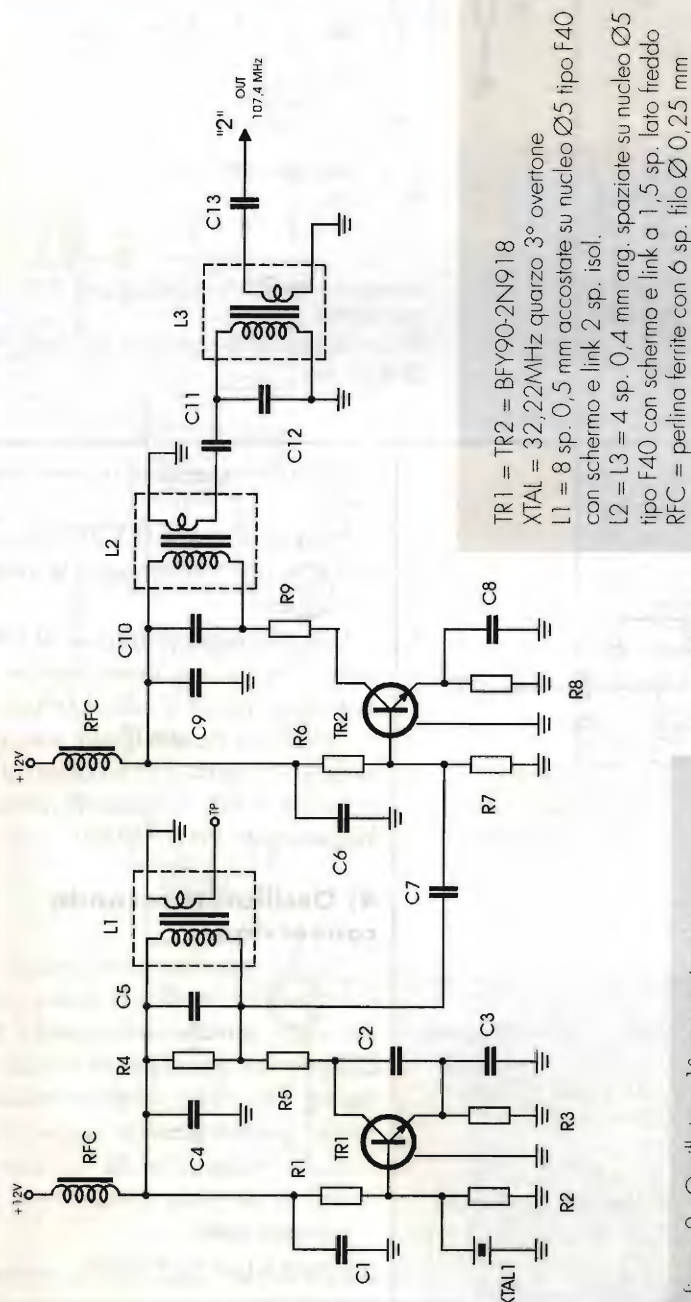 +12V
RFC
C1
R1
C4
R4
C5
L1
TP
R5
TR1
C2
XTAL1
R2
R3
C3
C7
+12V
RFC
C6
R6
C9
C10
L2
R9
TR2
R7
R8
C8
C11
C12
L3
C13
"2"
OUT
107,4 MHz
TR1 = TR2 = BFY90-2N918
XTAL = 32,22MHz quarzo 3° overtone
L1 = 8 sp. 0,5 mm accostate su nucleo Ø5 tipo F40
con schermo e link 2 sp. isol.
L2 = L3 = 4 sp. 0,4 mm arg. spaziate su nucleo Ø5
tipo F40 con schermo e link a 1,5 sp. lato freddo
RFC = perlina ferrite con 6 sp. filo Ø 0,25 mm